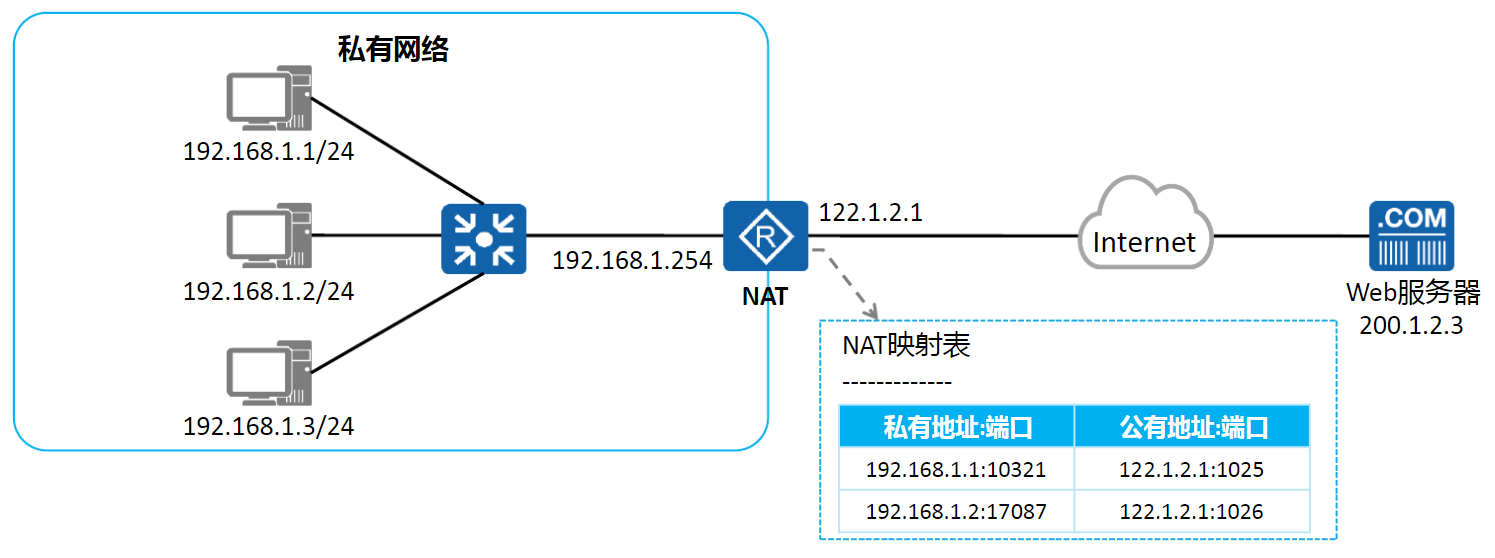 私有网络
192.168.1.1/24
192.168.1.2/24
192.168.1.3/24
192.168.1.254
R
NAT
122.1.2.1
Internet
.COM
Web服务器
200.1.2.3
NAT映射表
-------------
私有地址:端口 公有地址:端口
192.168.1.1:10321 122.1.2.1:1025
192.168.1.2:17087 122.1.2.1:1026